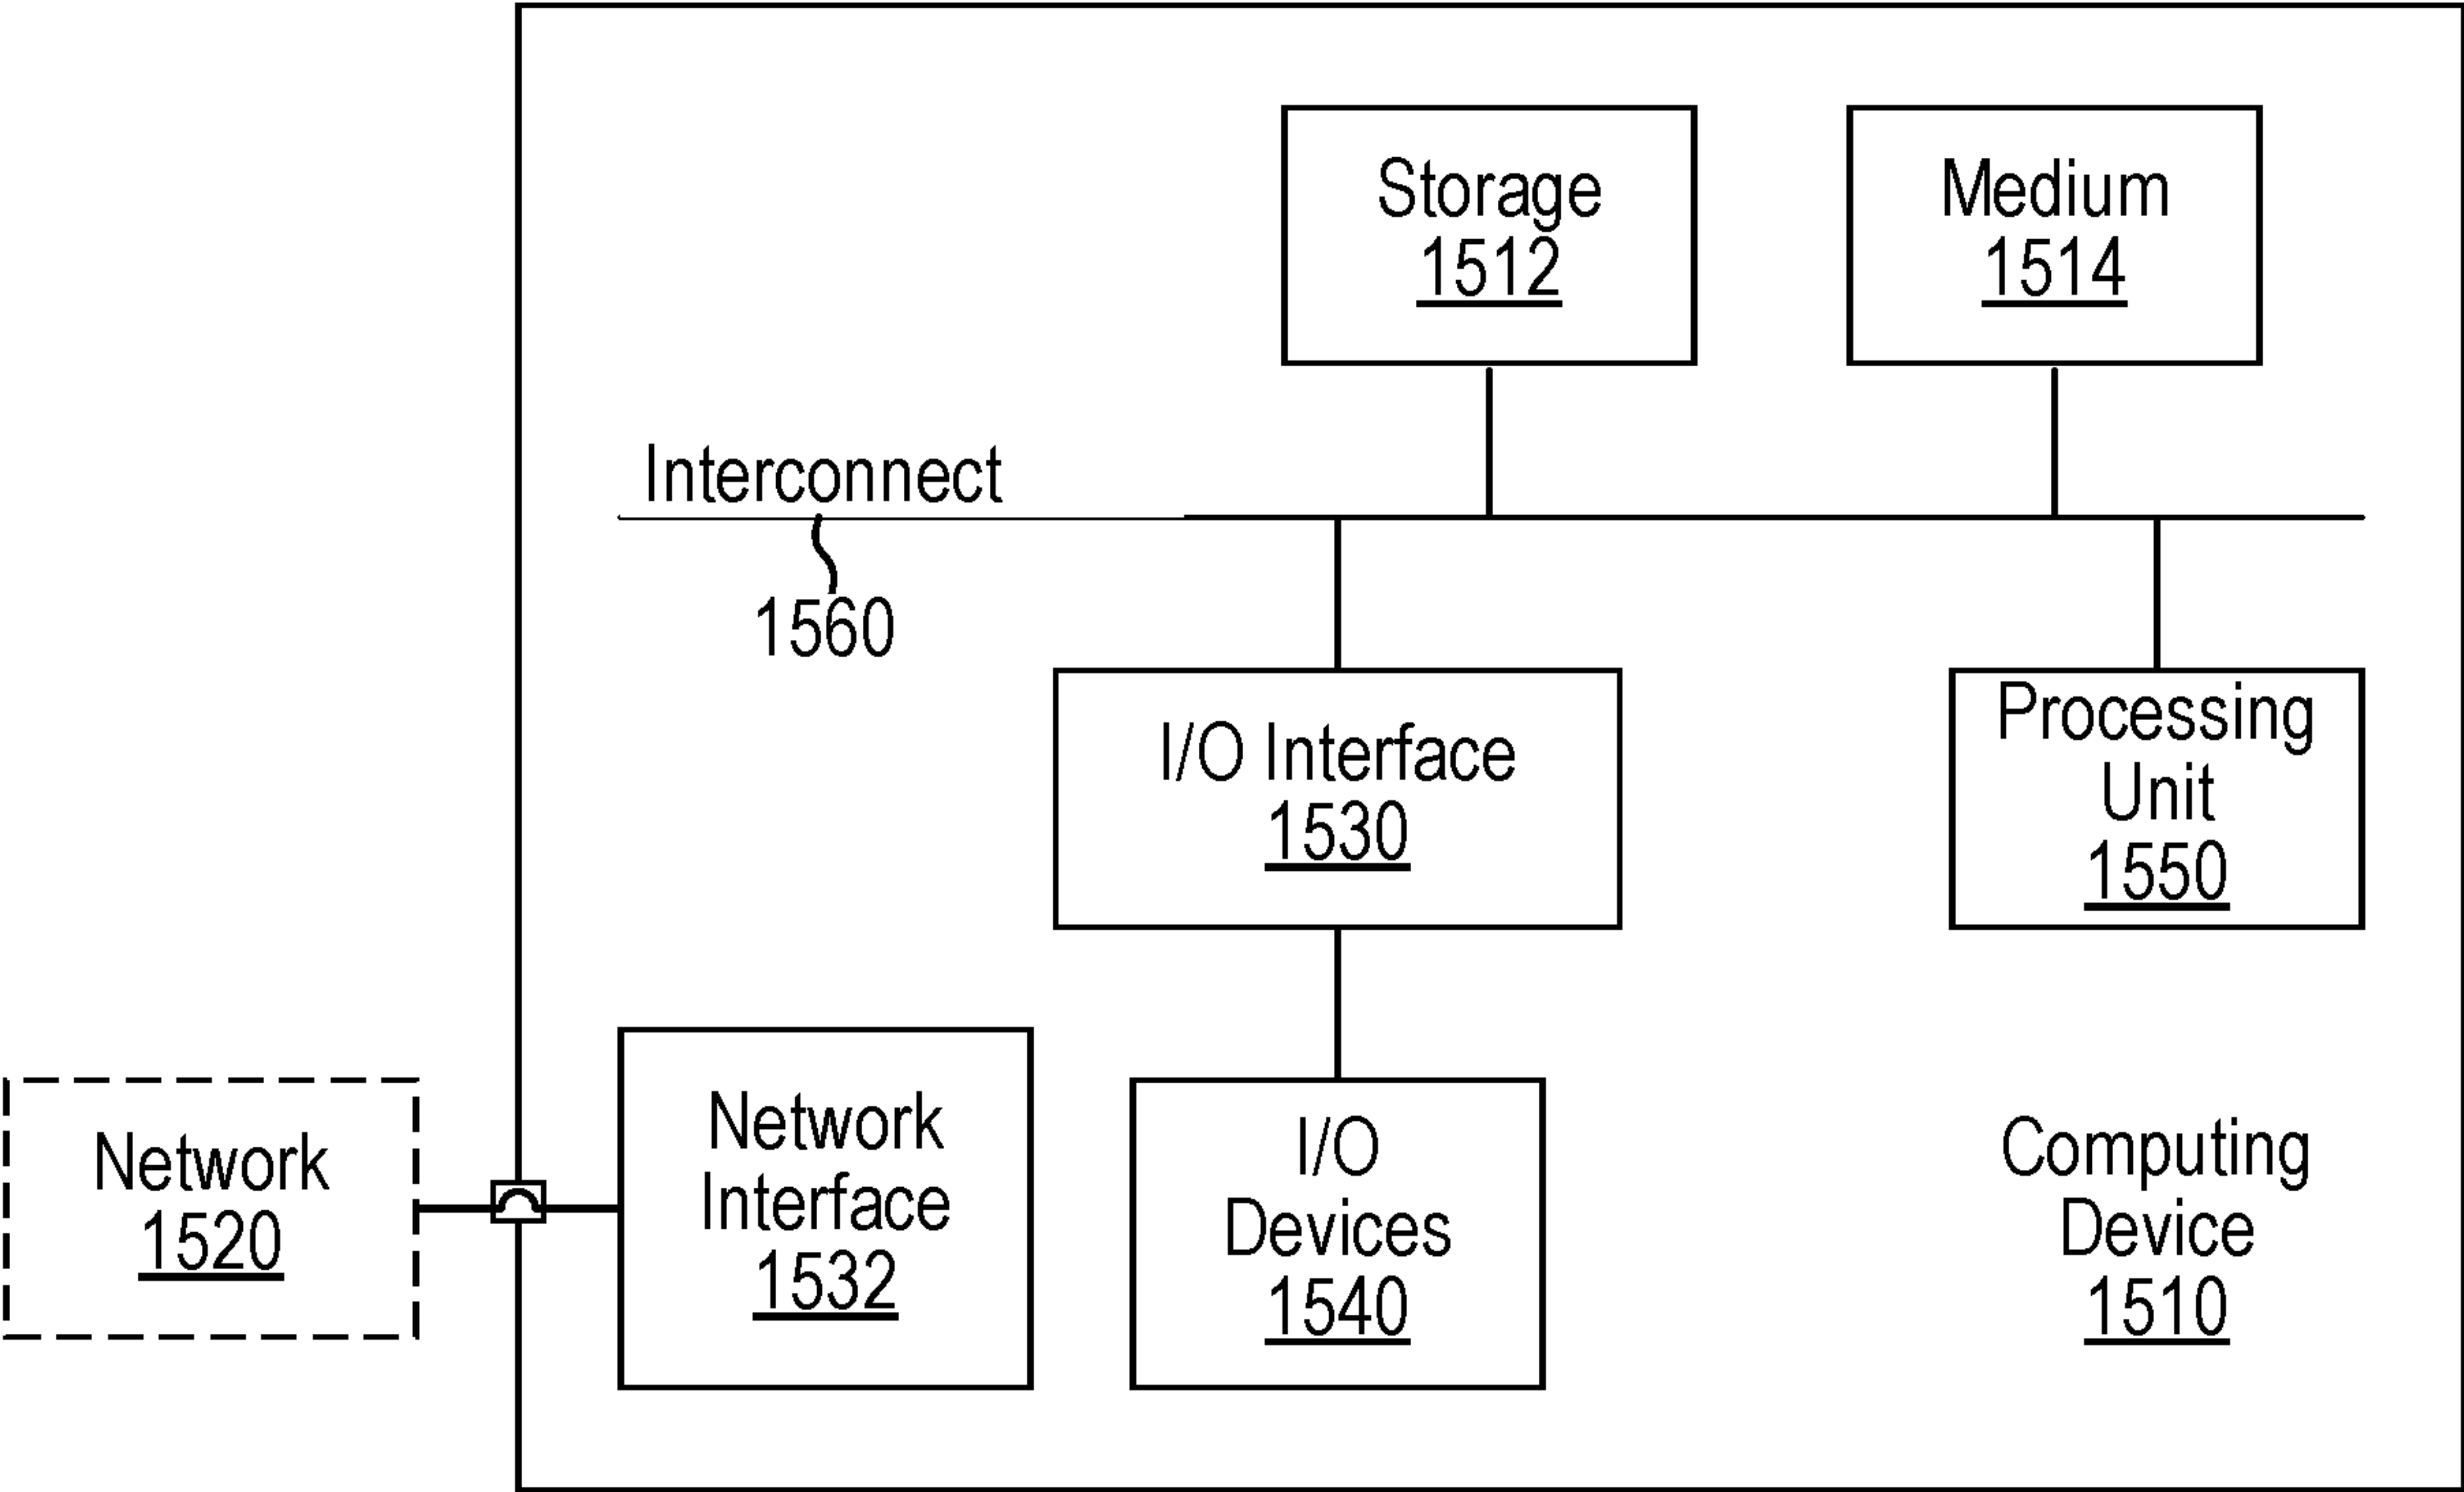 Storage
1512
Medium
1514
Interconnect
1560
I/O Interface
1530
Processing
Unit
1550
Network
1520
Network
Interface
1532
I/O
Devices
1540
Computing
Device
1510